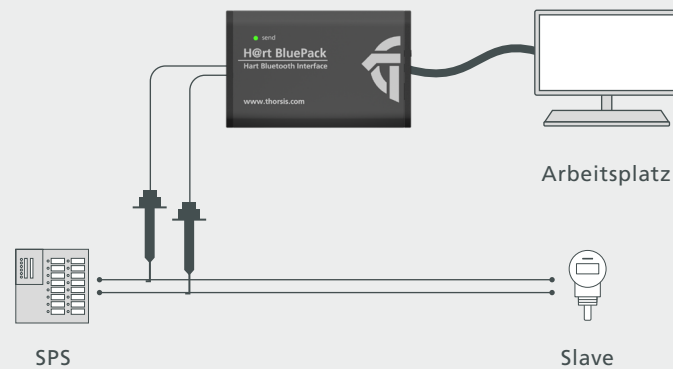 send
H@rt BluePack
Hart Bluetooth Interface
www.thorsis.com
Arbeitsplatz
SPS
Slave